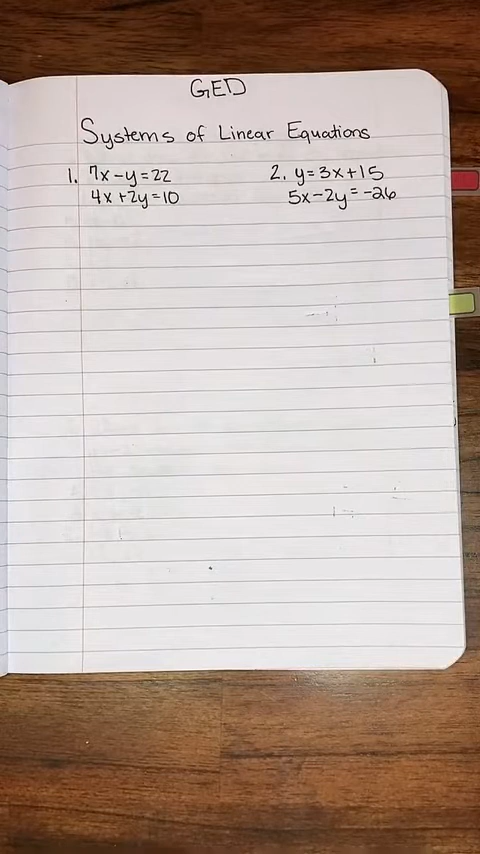 GED
Systems of Linear Equations
1. 7x-y=22
4x+2y=10
2. y=3x+15
5x-2y=-26